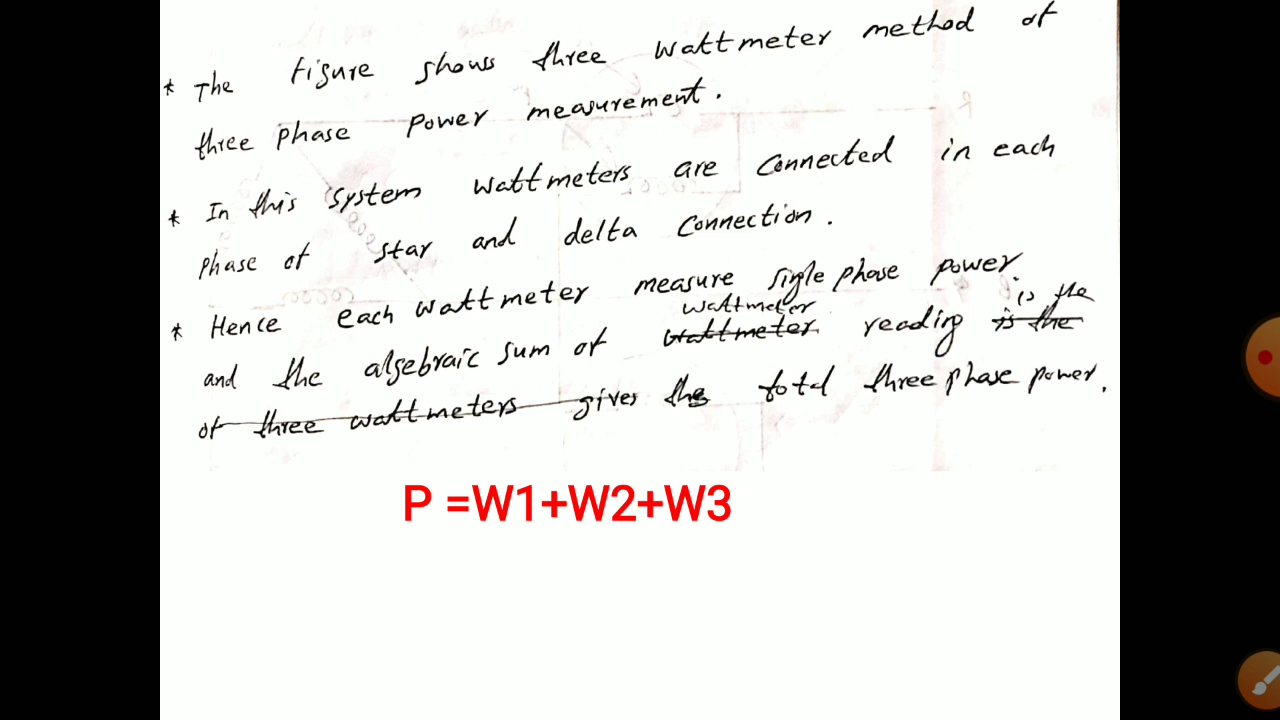 * The figure shows three wattmeter method of
three phase power measurement.
* In this system wattmeters are connected in each
phase of star and delta connection.
* Hence each wattmeter measure single phase power
wattmeter is the
and the algebraic sum of wattmeter reading is the
of three wattmeters gives the total three phase power.
P =W1+W2+W3